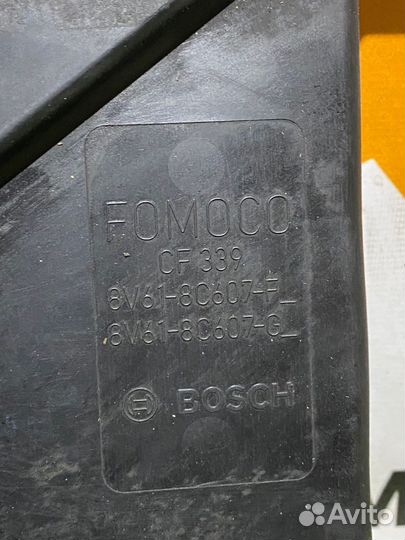 FOMOCO
CF 339
8V61-8C607-F_
8V61-8C607-G_
BOSCH
Avito